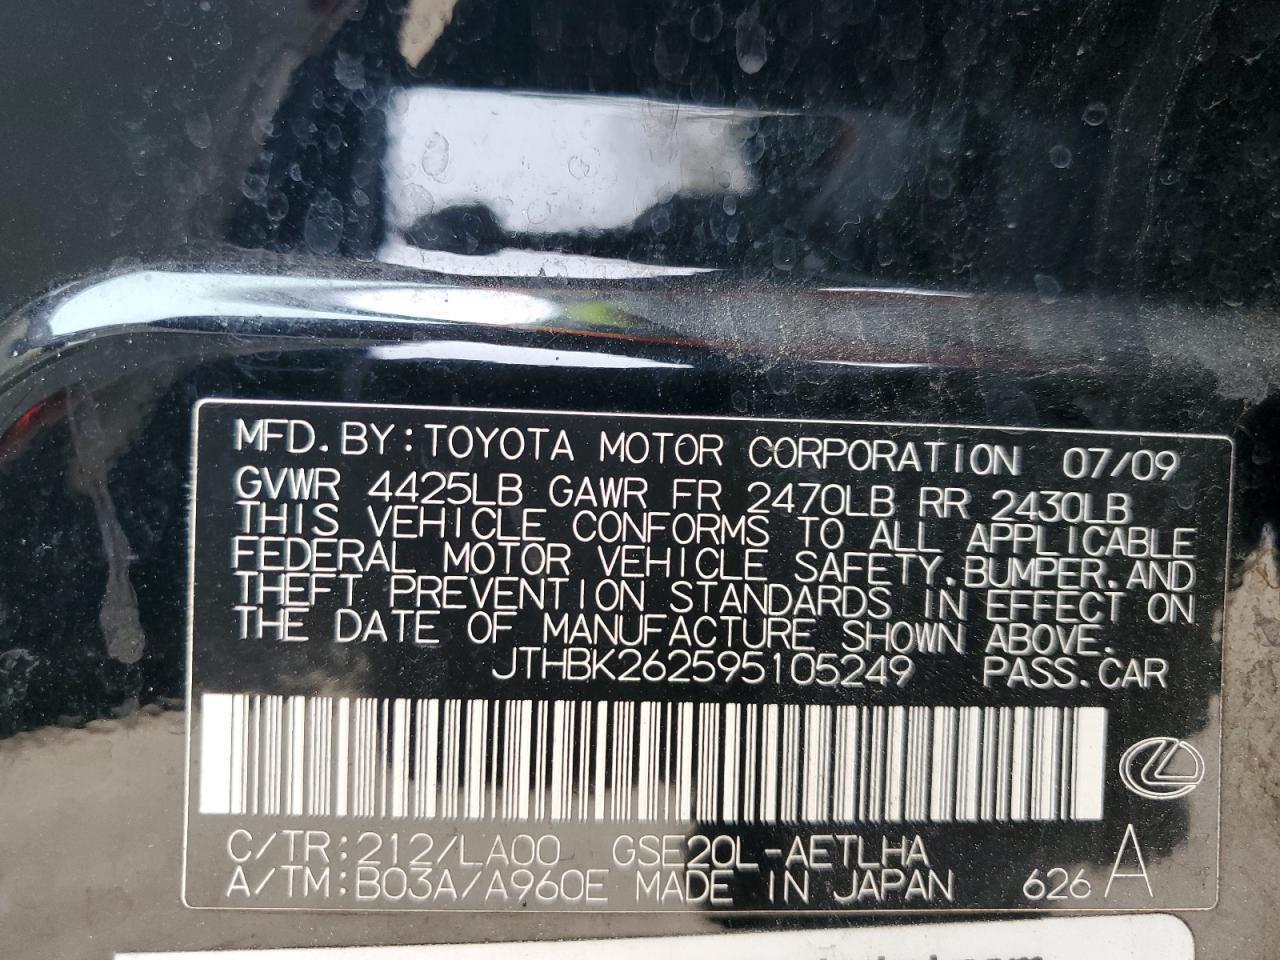 MFD.BY:TOYOTA MOTOR CORPORATION 07/09
GVWR 4425LB GAWR FR 2470LB RR 2430LB
THIS VEHICLE CONFORMS TO ALL APPLICABLE
FEDERAL MOTOR VEHICLE SAFETY.BUMPER.AND
THEFT PREVENTION STANDARDS IN EFFECT ON
THE DATE OF MANUFACTURE SHOWN ABOVE.
JTHBK262595105249 PASS.CAR
C/TR:212/LA00 GSE20L-AETLHA
A/TM:B03A/A960E MADE IN JAPAN 626 A